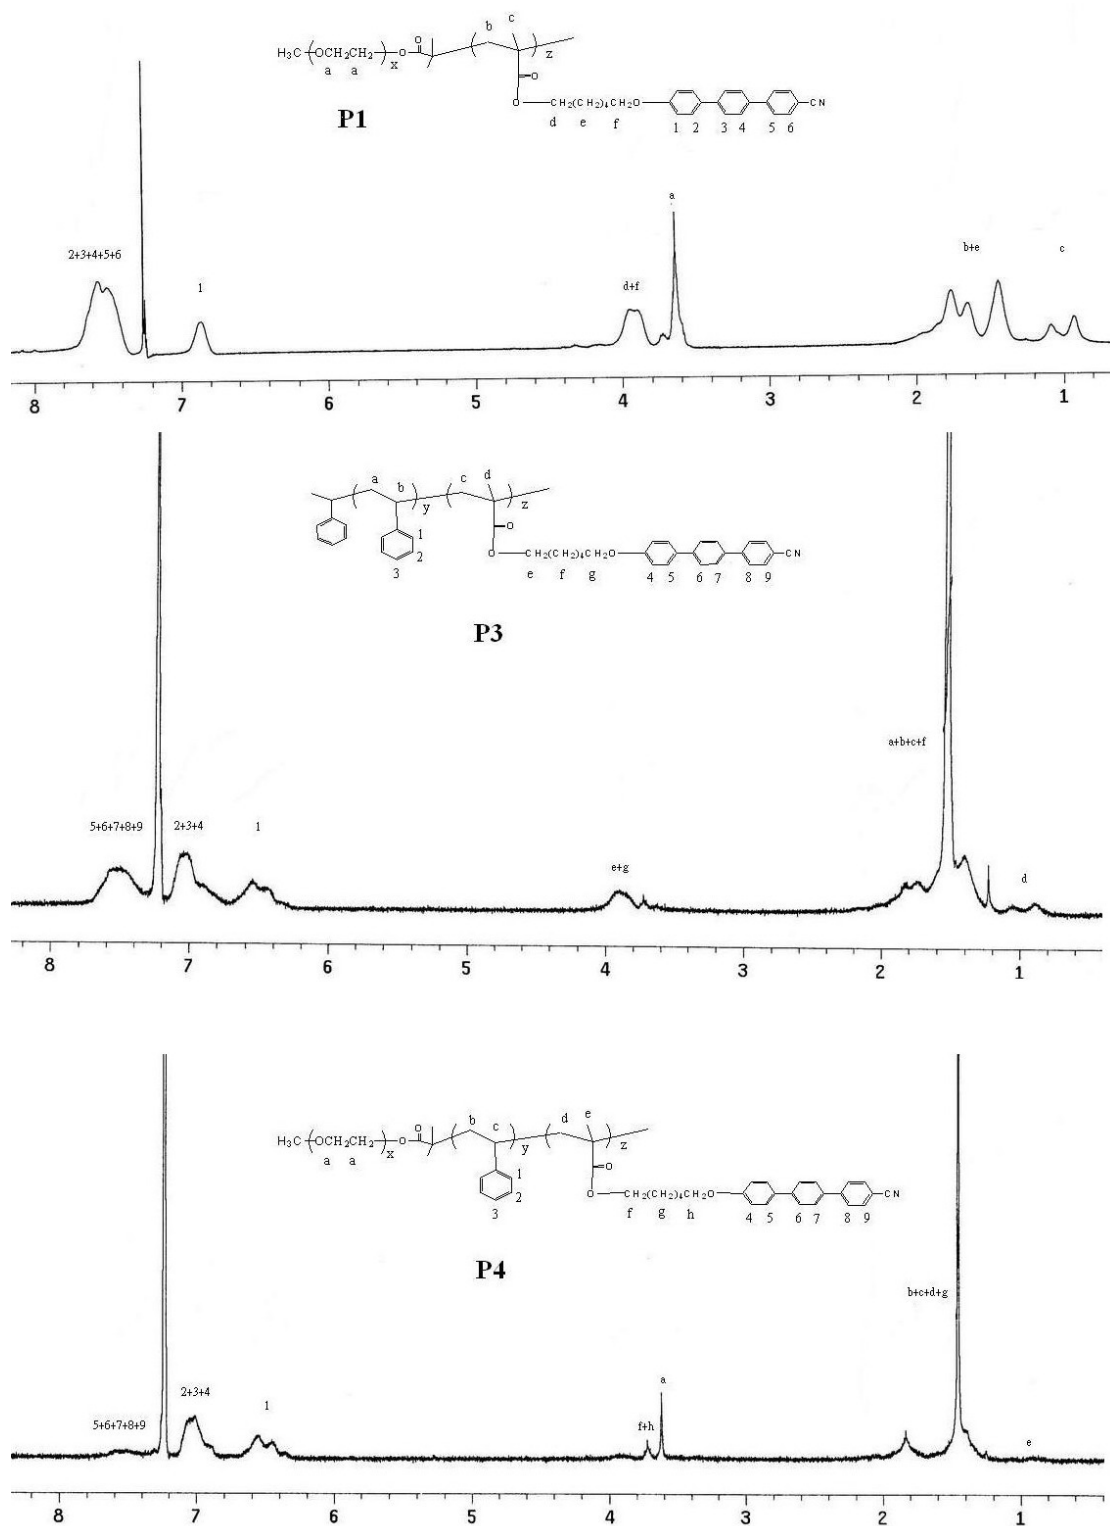 b c
H₃C─(OCH₂CH₂)─O O
a a x z
O
O─CH₂(CH₂)₄CH₂O CN
d e f 1 2 3 4 5 6
P1
a
2+3+4+5+6
b+e c
1 d+f
8 7 6 5 4 3 2 1
a b c d
y z
1 O
2 O─CH₂(CH₂)₄CH₂O CN
3 e f g 4 5 6 7 8 9
P3
a+b+c+f
5+6+7+8+9 2+3+4 1
e+g d
8 7 6 5 4 3 2 1
b c d e
H₃C─(OCH₂CH₂)─O O
a a x y z
1 O
2 O─CH₂(CH₂)₄CH₂O CN
3 f g h 4 5 6 7 8 9
P4
b+c+d+g
a
2+3+4
1
5+6+7+8+9 f+h
e
8 7 6 5 4 3 2 1